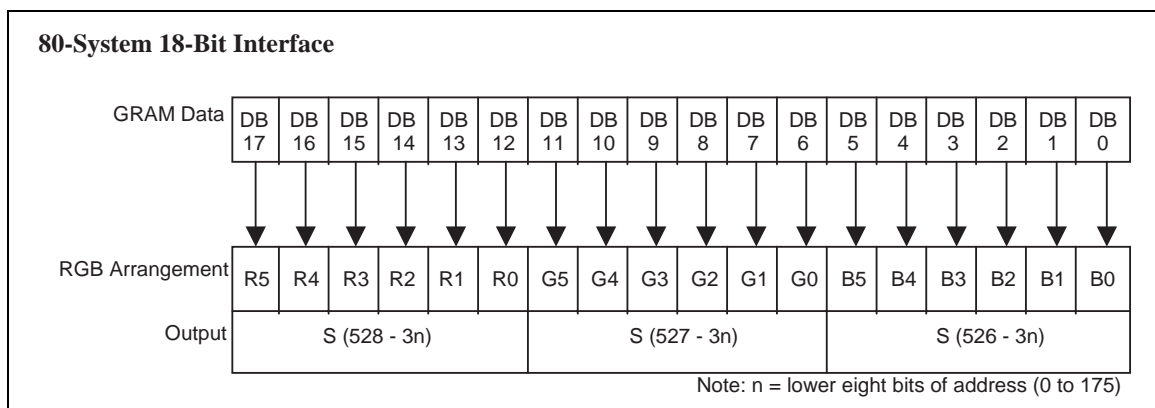 80-System 18-Bit Interface
GRAM Data DB DB DB DB DB DB DB DB DB DB DB DB DB DB DB DB DB DB
17 16 15 14 13 12 11 10 9 8 7 6 5 4 3 2 1 0
RGB Arrangement R5 R4 R3 R2 R1 R0 G5 G4 G3 G2 G1 G0 B5 B4 B3 B2 B1 B0
Output S (528 - 3n) S (527 - 3n) S (526 - 3n)
Note: n = lower eight bits of address (0 to 175)